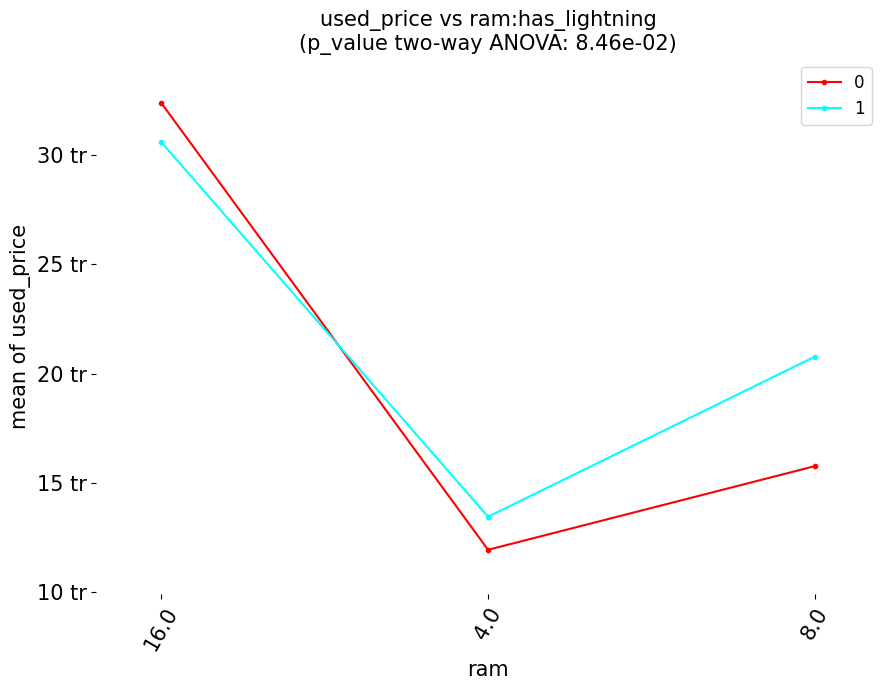 used_price vs ram:has_lightning
(p_value two-way ANOVA: 8.46e-02)
0
1
30 tr
25 tr
20 tr
15 tr
10 tr
mean of used_price
16.0
4.0
8.0
ram